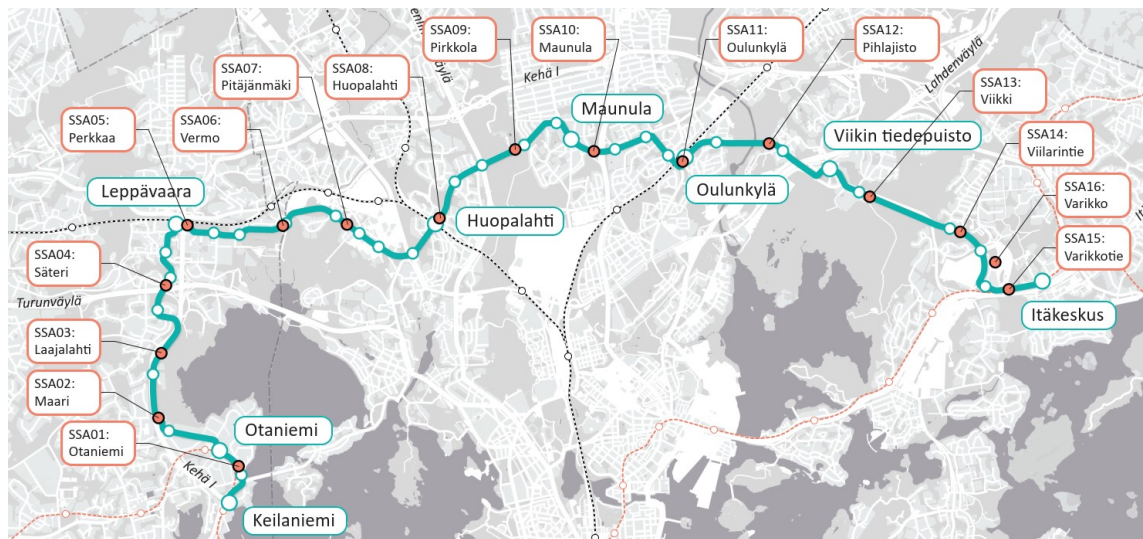 SSA09:
Pirkkola
SSA10:
Maunula
SSA11:
Oulunkylä
SSA12:
Pihlajisto
SSA07:
Pitäjänmäki
SSA08:
Huopalahti
Kehä I
Lahdenväylä
SSA13:
Viikki
SSA05:
Perkkaa
SSA06:
Vermo
Maunula
Viikin tiedepuisto
SSA14:
Viilarintie
Leppävaara
Oulunkylä
SSA16:
Varikko
Huopalahti
SSA04:
Säteri
SSA15:
Varikkotie
Turunväylä
Itäkeskus
SSA03:
Laajalahti
SSA02:
Maari
Otaniemi
SSA01:
Otaniemi
Kehä I
Keilaniemi